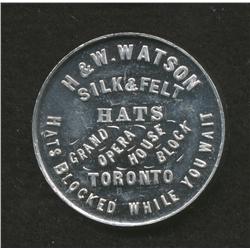 H & W. WATSON
SILK & FELT
HATS
GRAND
OPERA HOUSE
BLOCK
TORONTO
HATS BLOCKED WHILE YOU WAIT